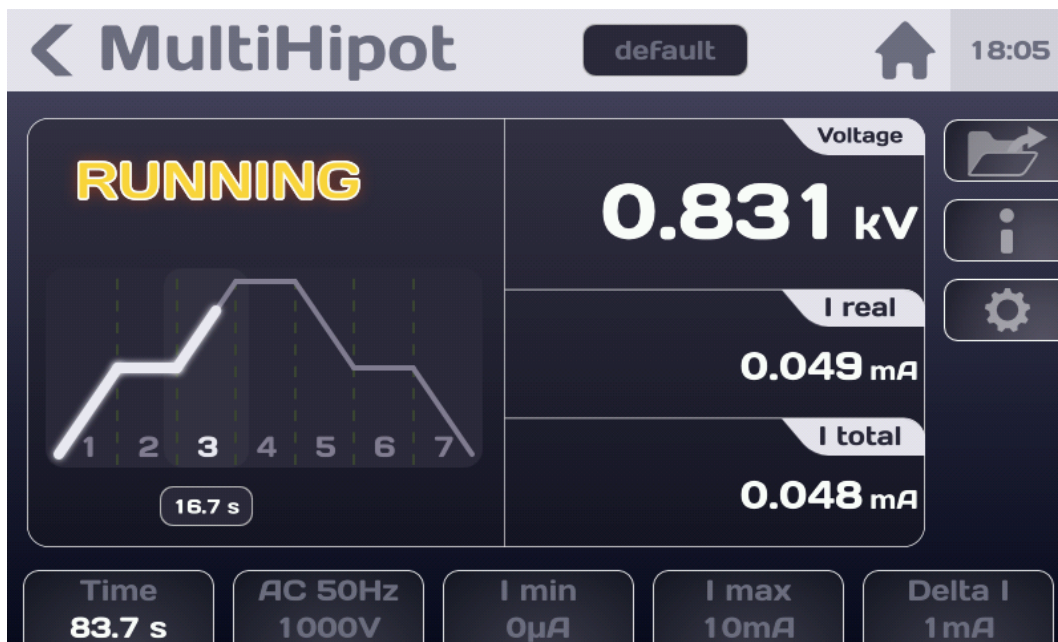 MultiHipot
default
18:05
RUNNING
Voltage
0.831 kV
I real
0.049 mA
I total
0.048 mA
1 2 3 4 5 6 7
16.7 s
Time
83.7 s
AC 50Hz
1000V
I min
0µA
I max
10mA
Delta I
1mA